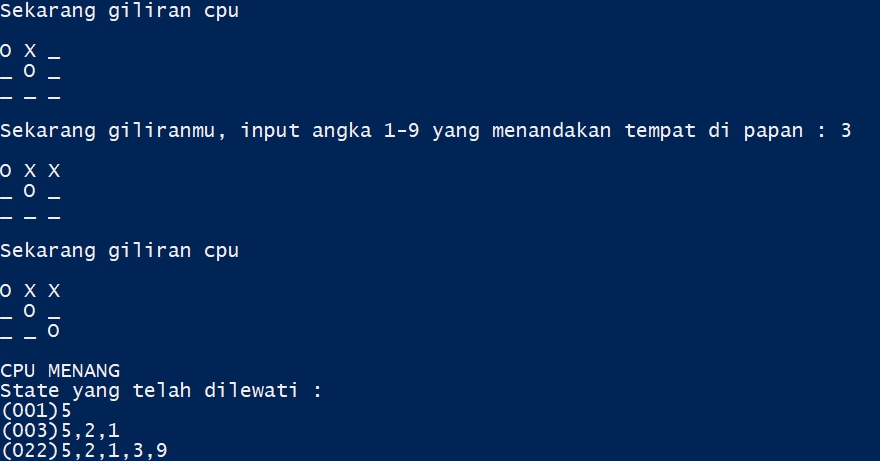 Sekarang giliran cpu
O X _
_ O _
_ _ _
Sekarang giliranmu, input angka 1-9 yang menandakan tempat di papan : 3
O X X
_ O _
_ _ _
Sekarang giliran cpu
O X X
_ O _
_ _ O
CPU MENANG
State yang telah dilewati :
(001)5
(003)5,2,1
(022)5,2,1,3,9